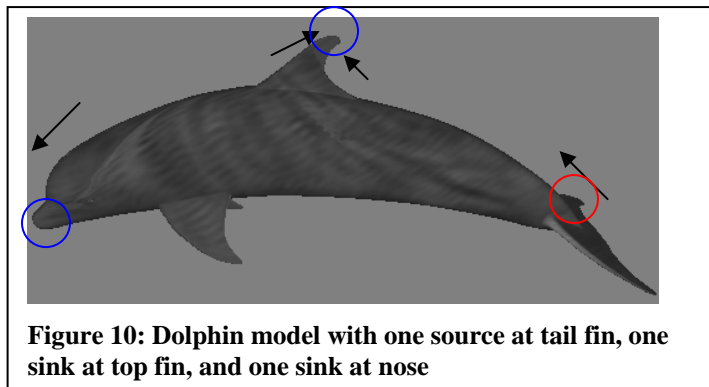 Figure 10: Dolphin model with one source at tail fin, one
sink at top fin, and one sink at nose